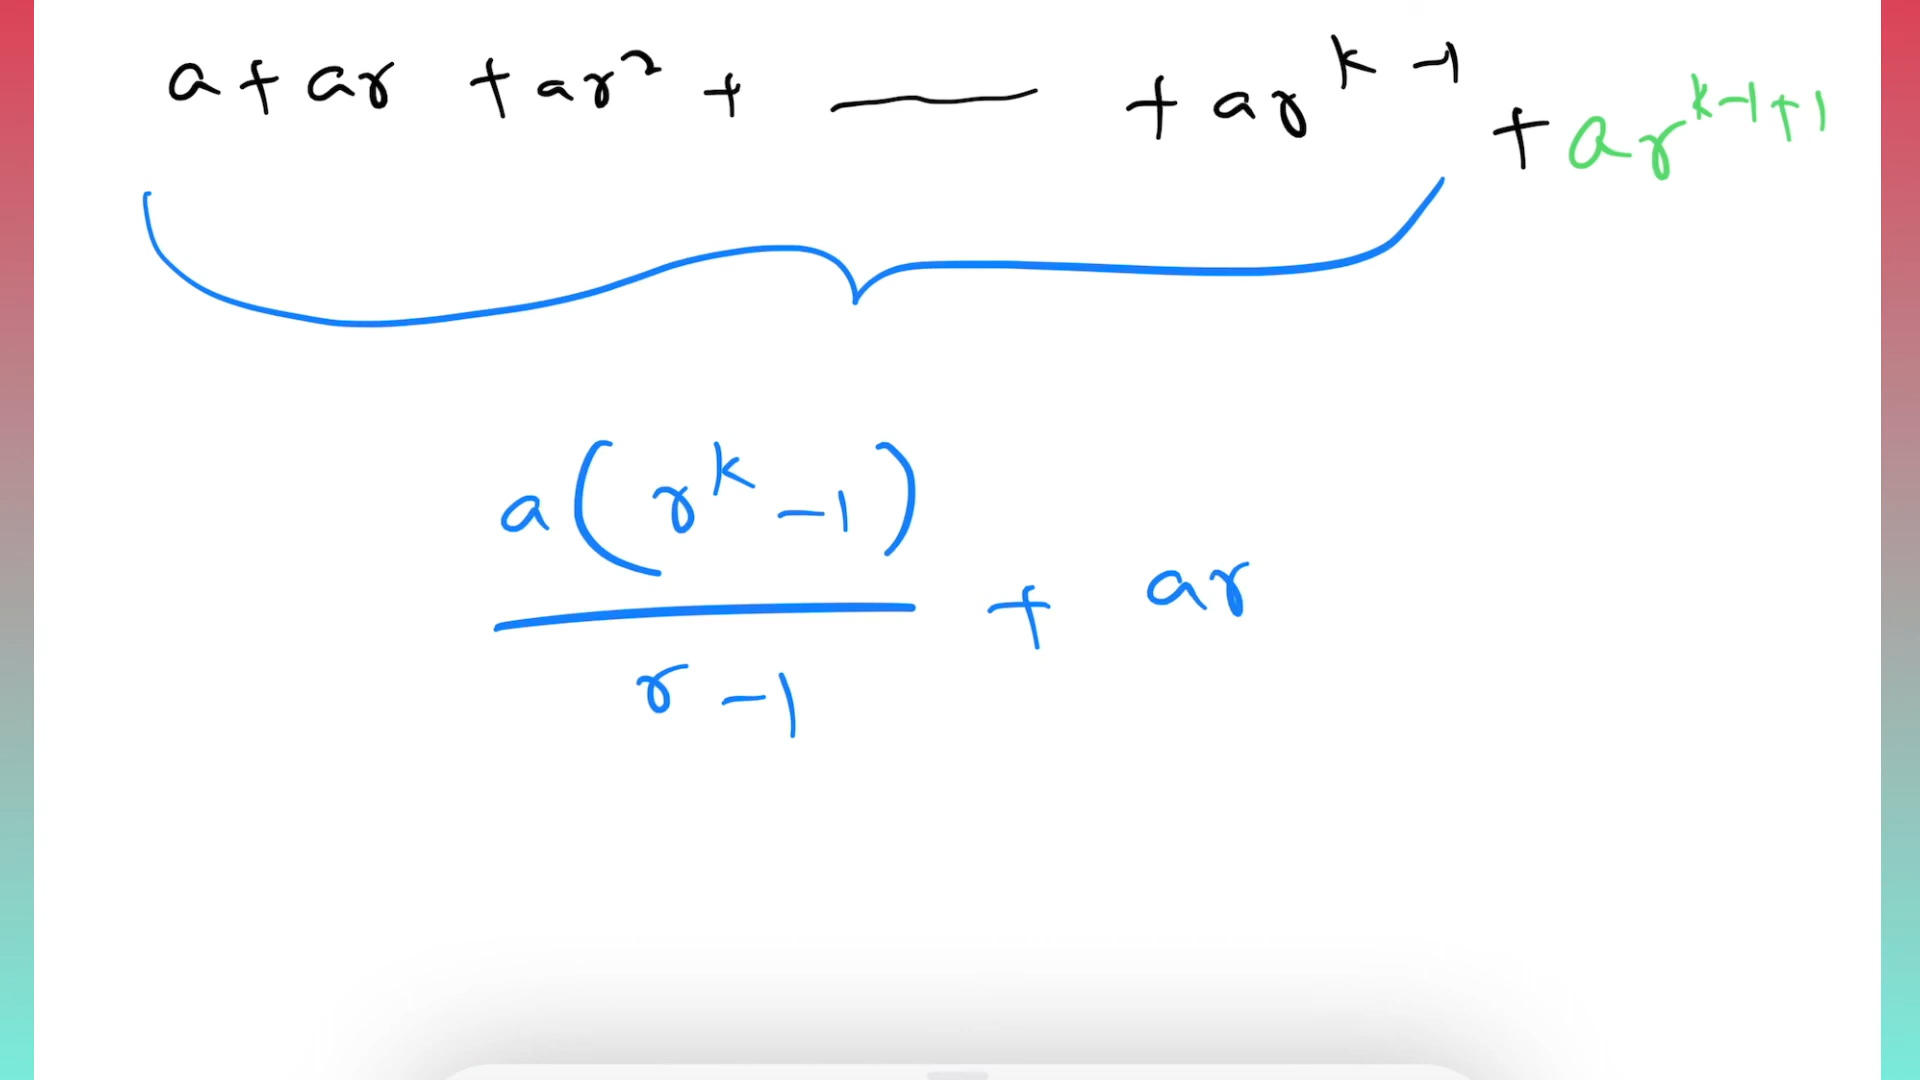 a + ar + ar² + —— + ar^(k-1) + ar^(k-1+1)
a(r^k - 1) / (r - 1) + ar